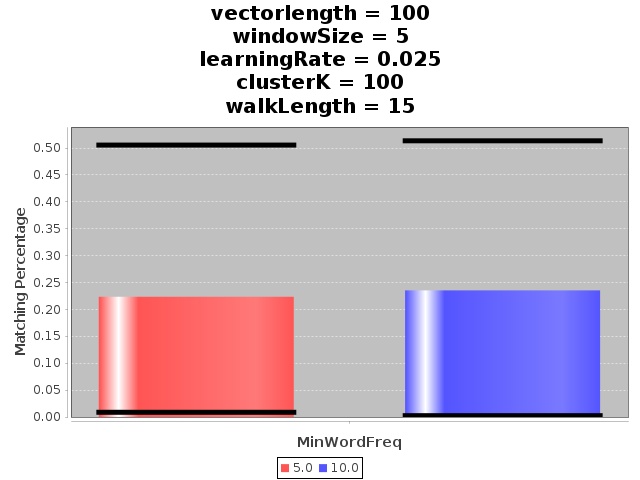 vectorlength = 100
windowSize = 5
learningRate = 0.025
clusterK = 100
walkLength = 15
Matching Percentage
0.50
0.45
0.40
0.35
0.30
0.25
0.20
0.15
0.10
0.05
0.00
MinWordFreq
5.0 10.0